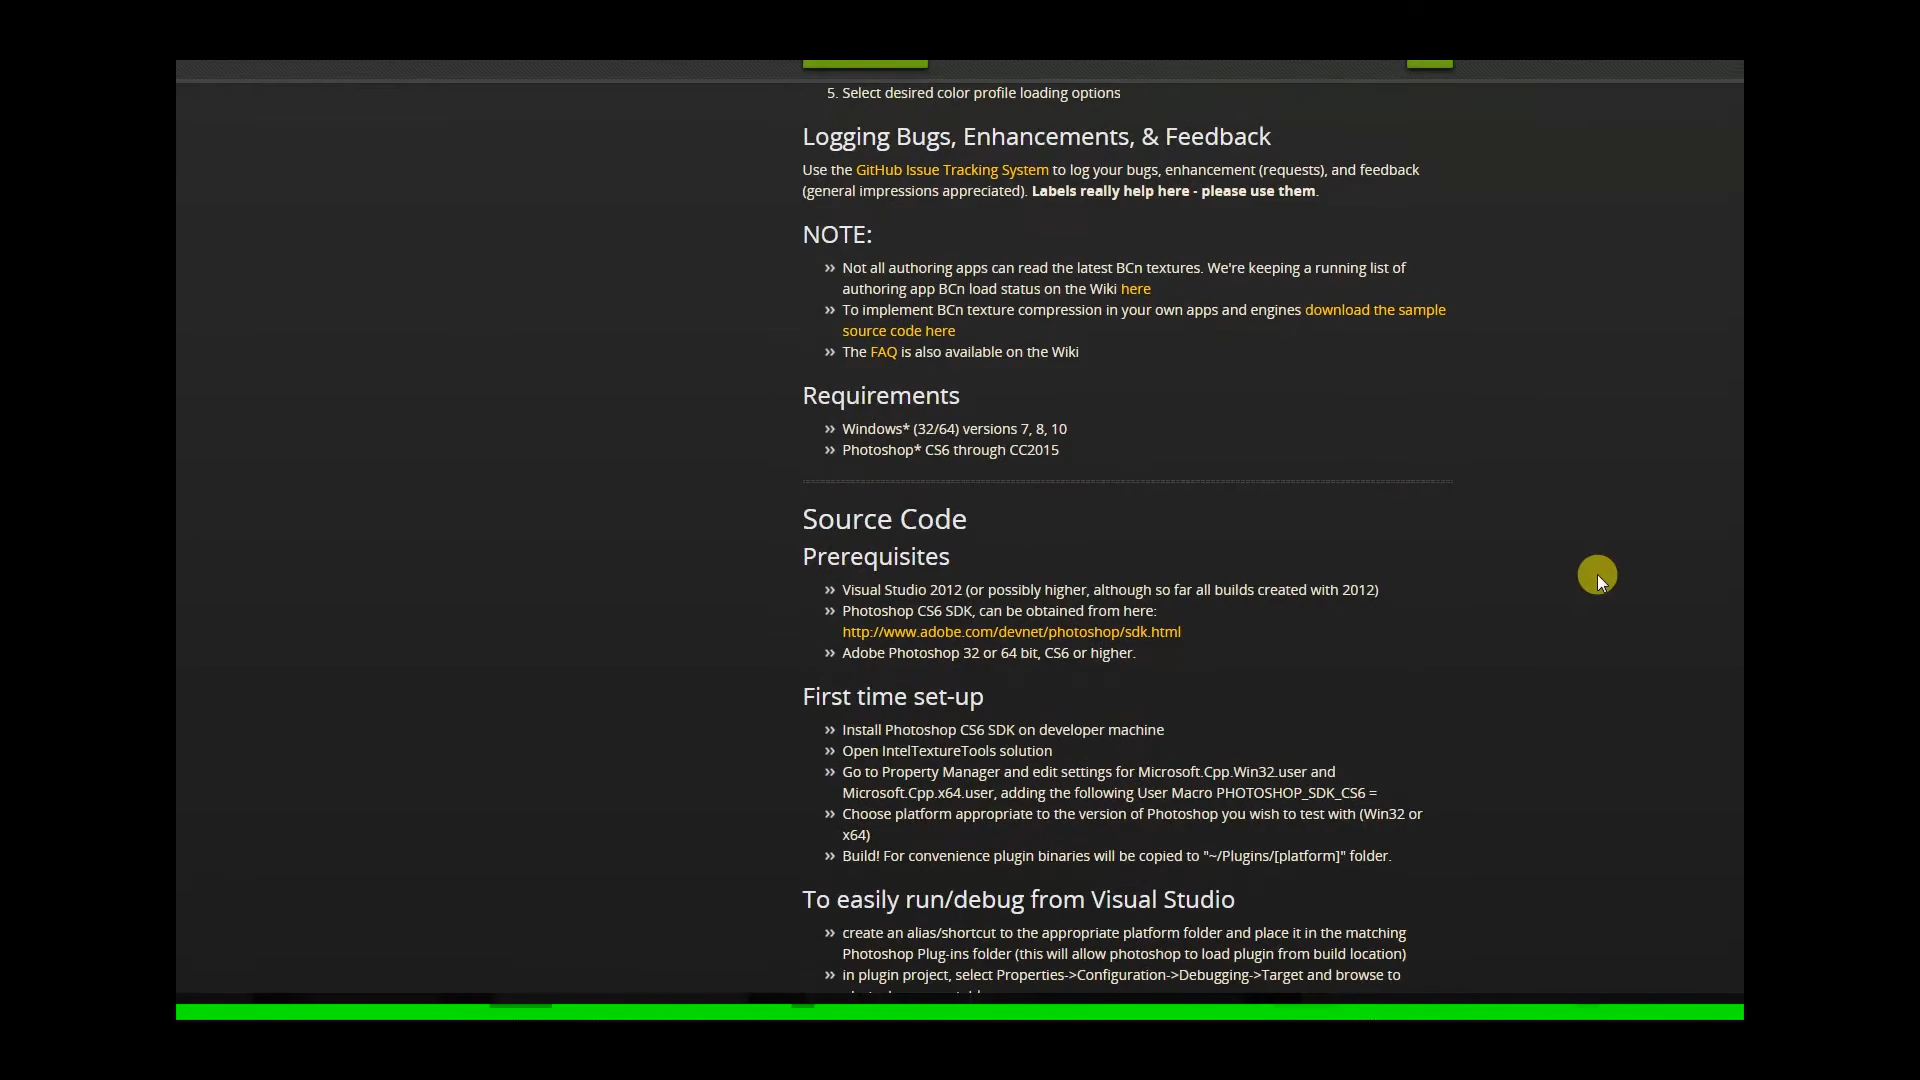 5. Select desired color profile loading options
Logging Bugs, Enhancements, & Feedback
Use the GitHub Issue Tracking System to log your bugs, enhancement (requests), and feedback
(general impressions appreciated). Labels really help here - please use them.
NOTE:
» Not all authoring apps can read the latest BCn textures. We're keeping a running list of
authoring app BCn load status on the Wiki here
» To implement BCn texture compression in your own apps and engines download the sample
source code here
» The FAQ is also available on the Wiki
Requirements
» Windows* (32/64) versions 7, 8, 10
» Photoshop* CS6 through CC2015
Source Code
Prerequisites
» Visual Studio 2012 (or possibly higher, although so far all builds created with 2012)
» Photoshop CS6 SDK, can be obtained from here:
http://www.adobe.com/devnet/photoshop/sdk.html
» Adobe Photoshop 32 or 64 bit, CS6 or higher.
First time set-up
» Install Photoshop CS6 SDK on developer machine
» Open IntelTextureTools solution
» Go to Property Manager and edit settings for Microsoft.Cpp.Win32.user and
Microsoft.Cpp.x64.user, adding the following User Macro PHOTOSHOP_SDK_CS6 =
» Choose platform appropriate to the version of Photoshop you wish to test with (Win32 or
x64)
» Build! For convenience plugin binaries will be copied to "~/Plugins/[platform]" folder.
To easily run/debug from Visual Studio
» create an alias/shortcut to the appropriate platform folder and place it in the matching
Photoshop Plug-ins folder (this will allow photoshop to load plugin from build location)
» in plugin project, select Properties->Configuration->Debugging->Target and browse to